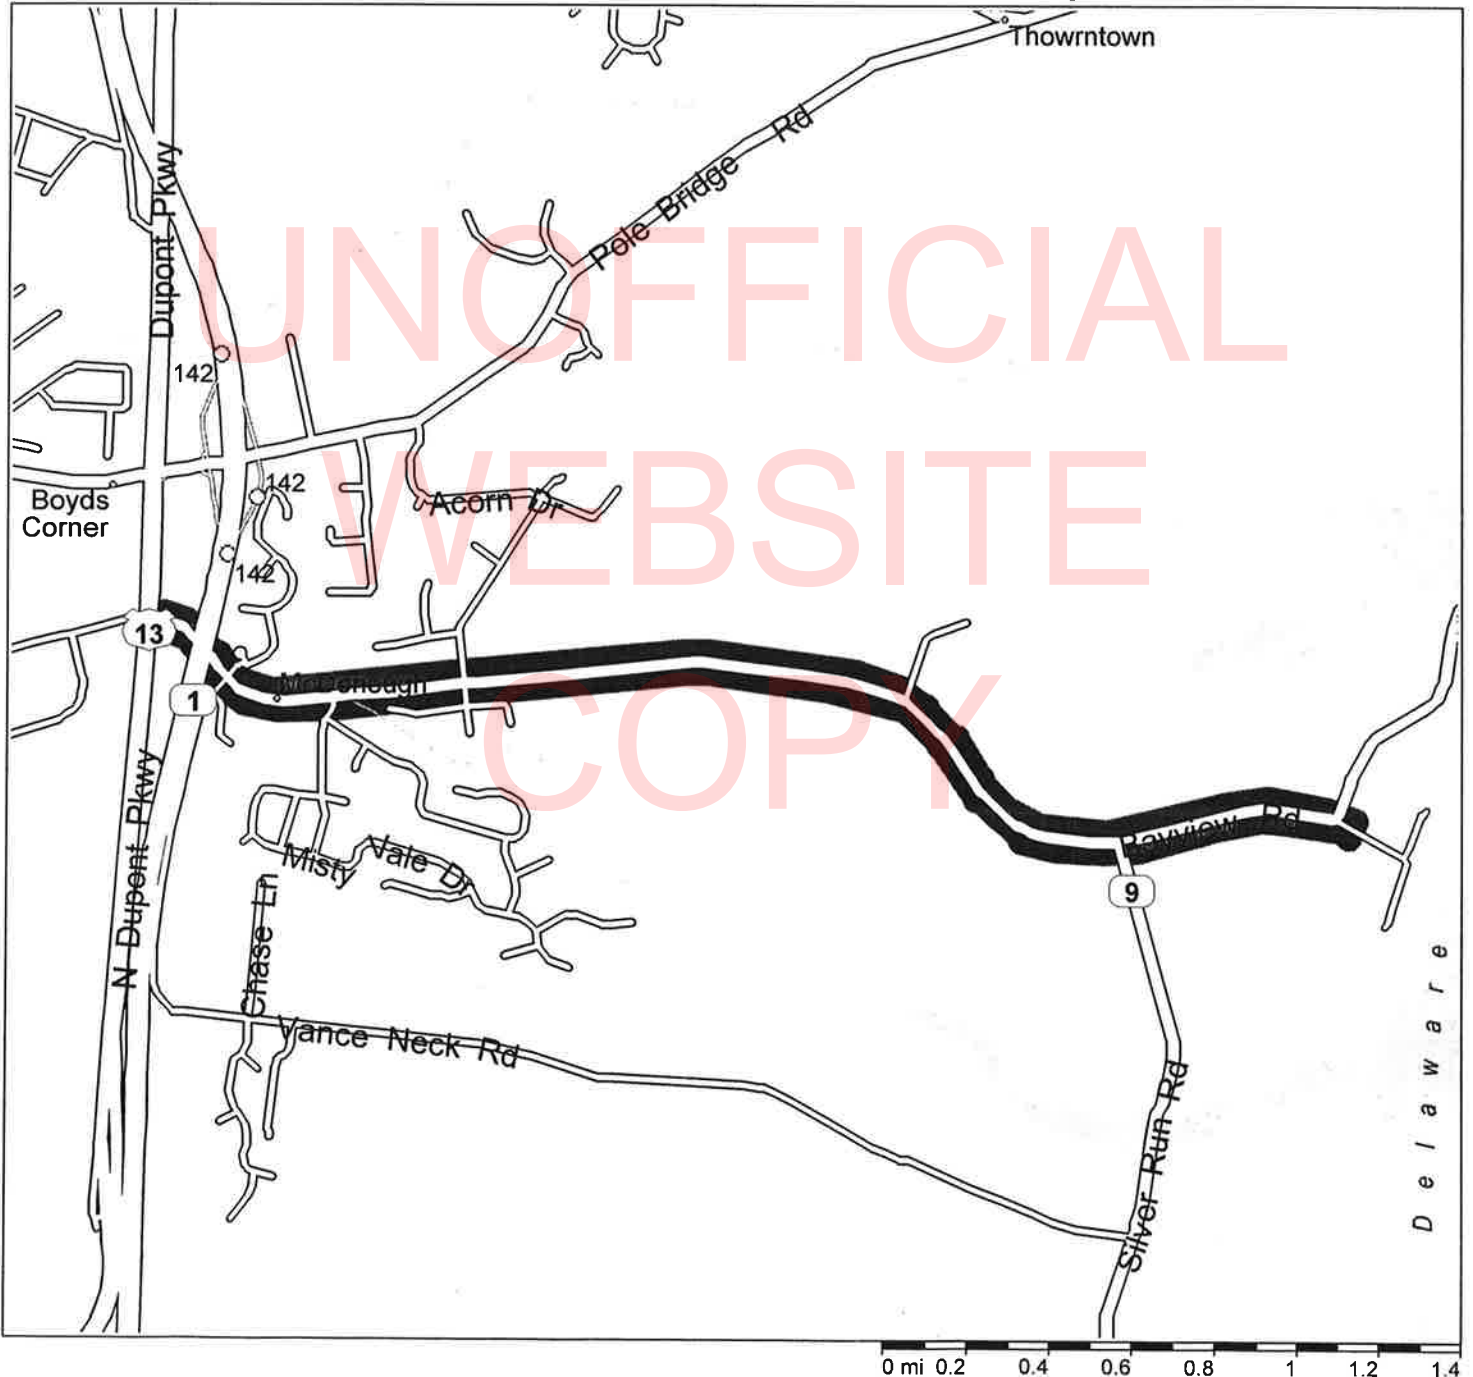 Thowrntown
Pole Bridge Rd
Dupont Pkwy
UNOFFICIAL
142
WEBSITE
142
Boyds
Corner
Acorn Dr
142
13
McDonough
1
COPY
Bayview Rd
N Dupont Pkwy
Misty Vale Dr
9
Chase Ln
Vance Neck Rd
Silver Run Rd
Delaware
0 mi 0.2 0.4 0.6 0.8 1 1.2 1.4